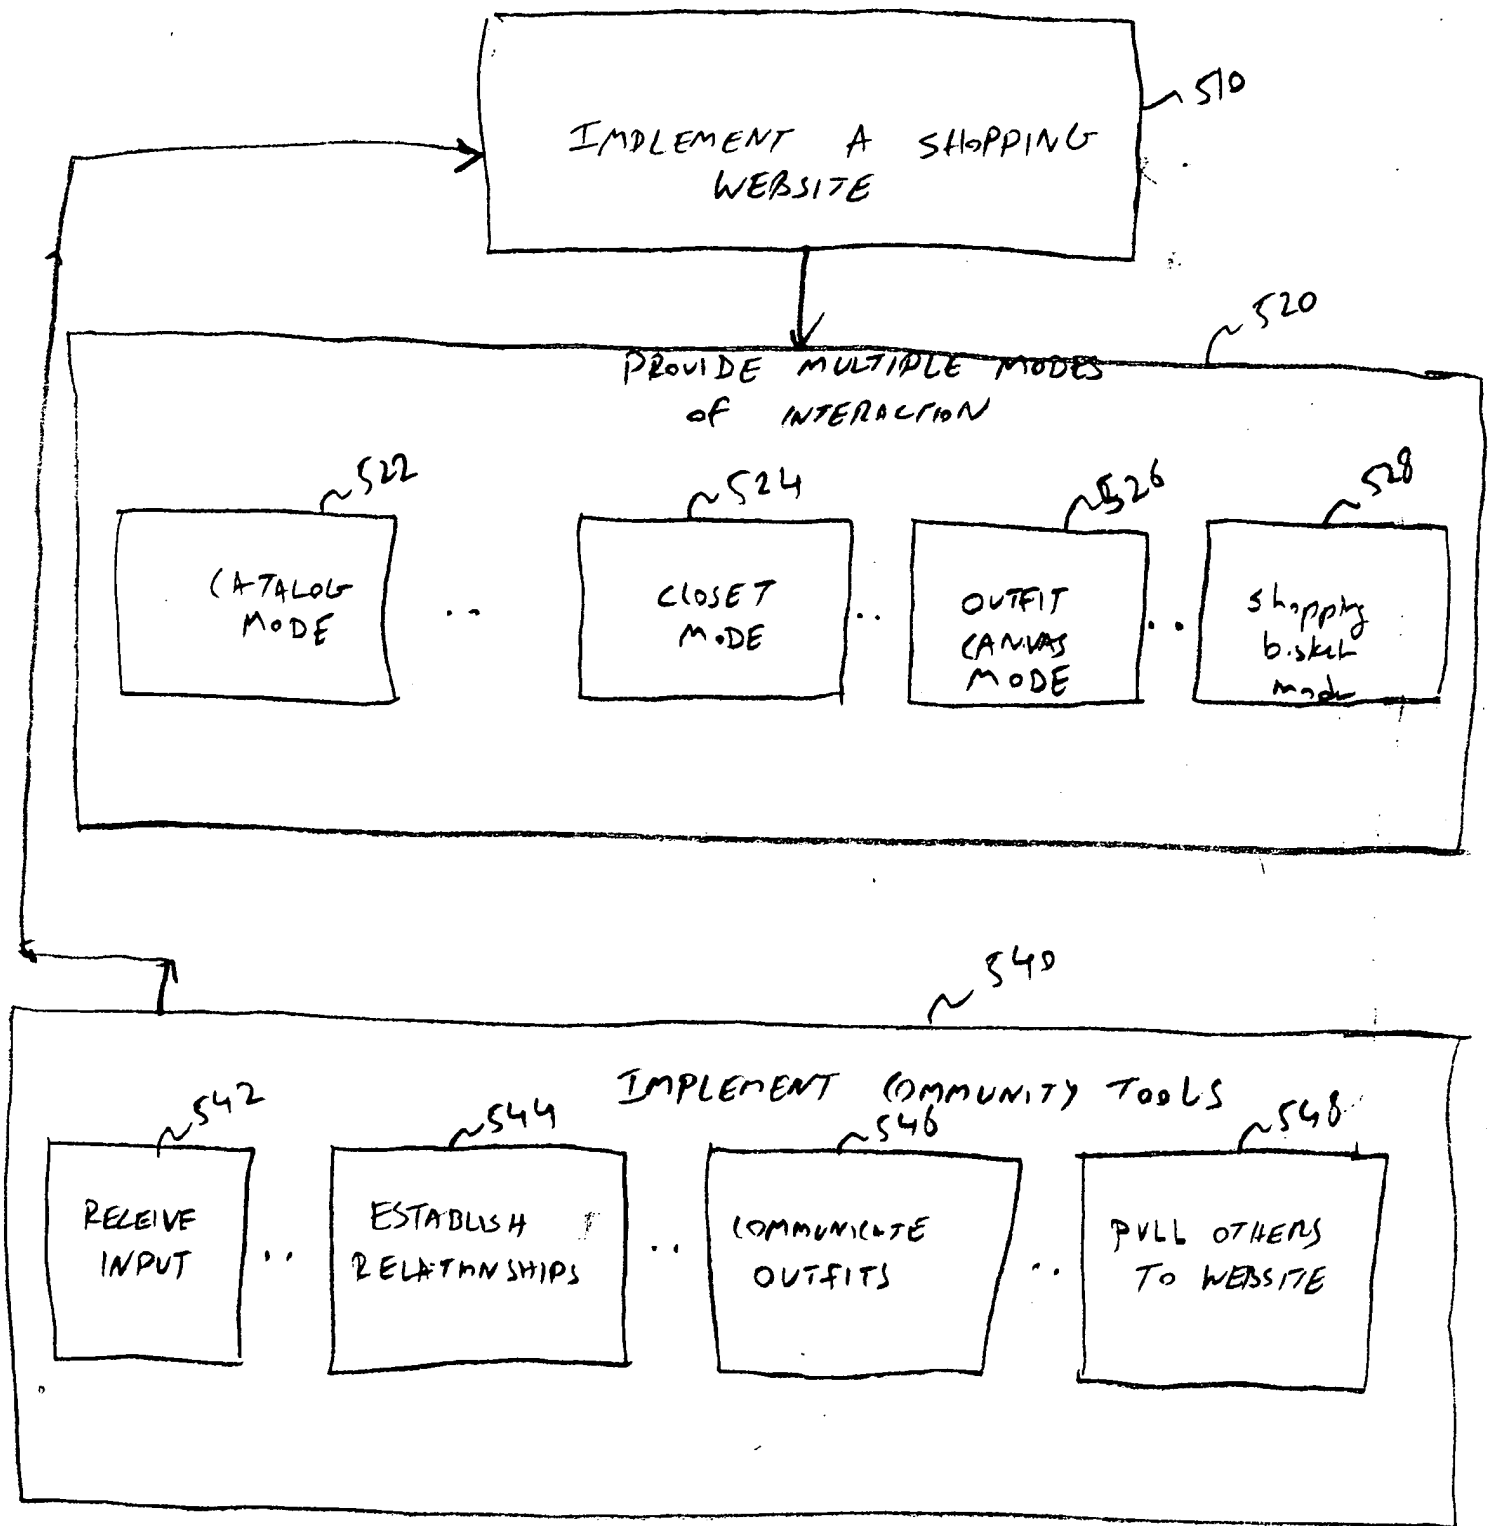 510
IMPLEMENT A SHOPPING
WEBSITE
520
PROVIDE MULTIPLE MODES
OF INTERACTION
522
524
526
528
CATALOG
MODE
..
CLOSET
MODE
..
OUTFIT
CANVAS
MODE
..
Shopping
basket
mode
540
IMPLEMENT COMMUNITY TOOLS
542
544
546
548
RECEIVE
INPUT
..
ESTABLISH
RELATIONSHIPS
..
COMMUNICATE
OUTFITS
..
PULL OTHERS
TO WEBSITE